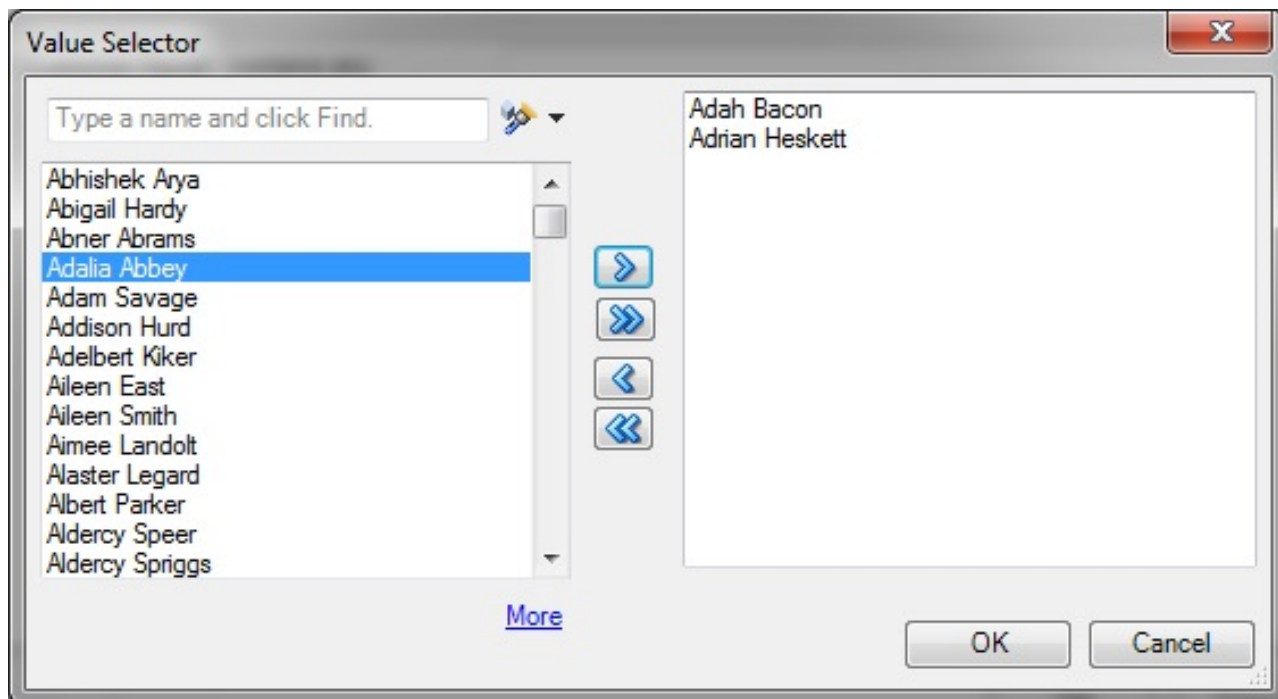 Value Selector
Type a name and click Find.
Abhishek Arya
Abigail Hardy
Abner Abrams
Adalia Abbey
Adam Savage
Addison Hurd
Adelbert Kiker
Aileen East
Aileen Smith
Aimee Landolt
Alaster Legard
Albert Parker
Aldercy Speer
Aldercy Spriggs
More
Adah Bacon
Adrian Heskett
OK
Cancel